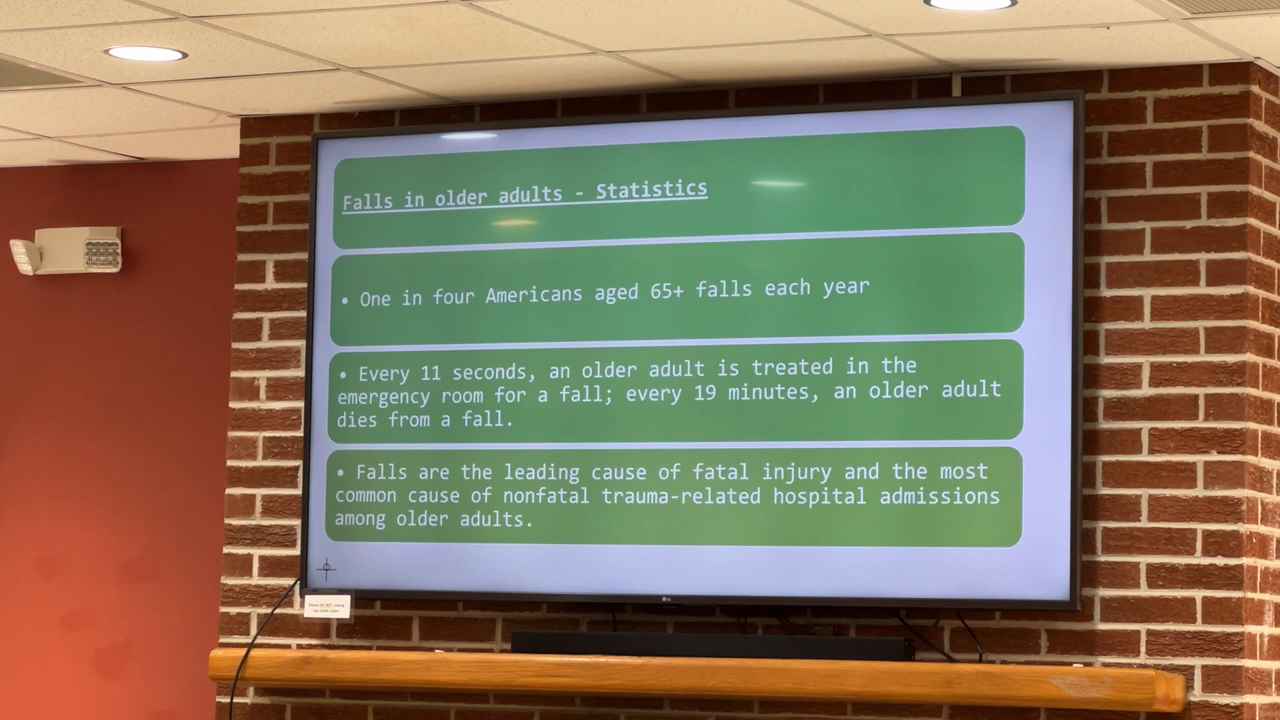 Falls in older adults - Statistics
• One in four Americans aged 65+ falls each year
• Every 11 seconds, an older adult is treated in the
emergency room for a fall; every 19 minutes, an older adult
dies from a fall.
• Falls are the leading cause of fatal injury and the most
common cause of nonfatal trauma-related hospital admissions
among older adults.
LG
Please DO NOT